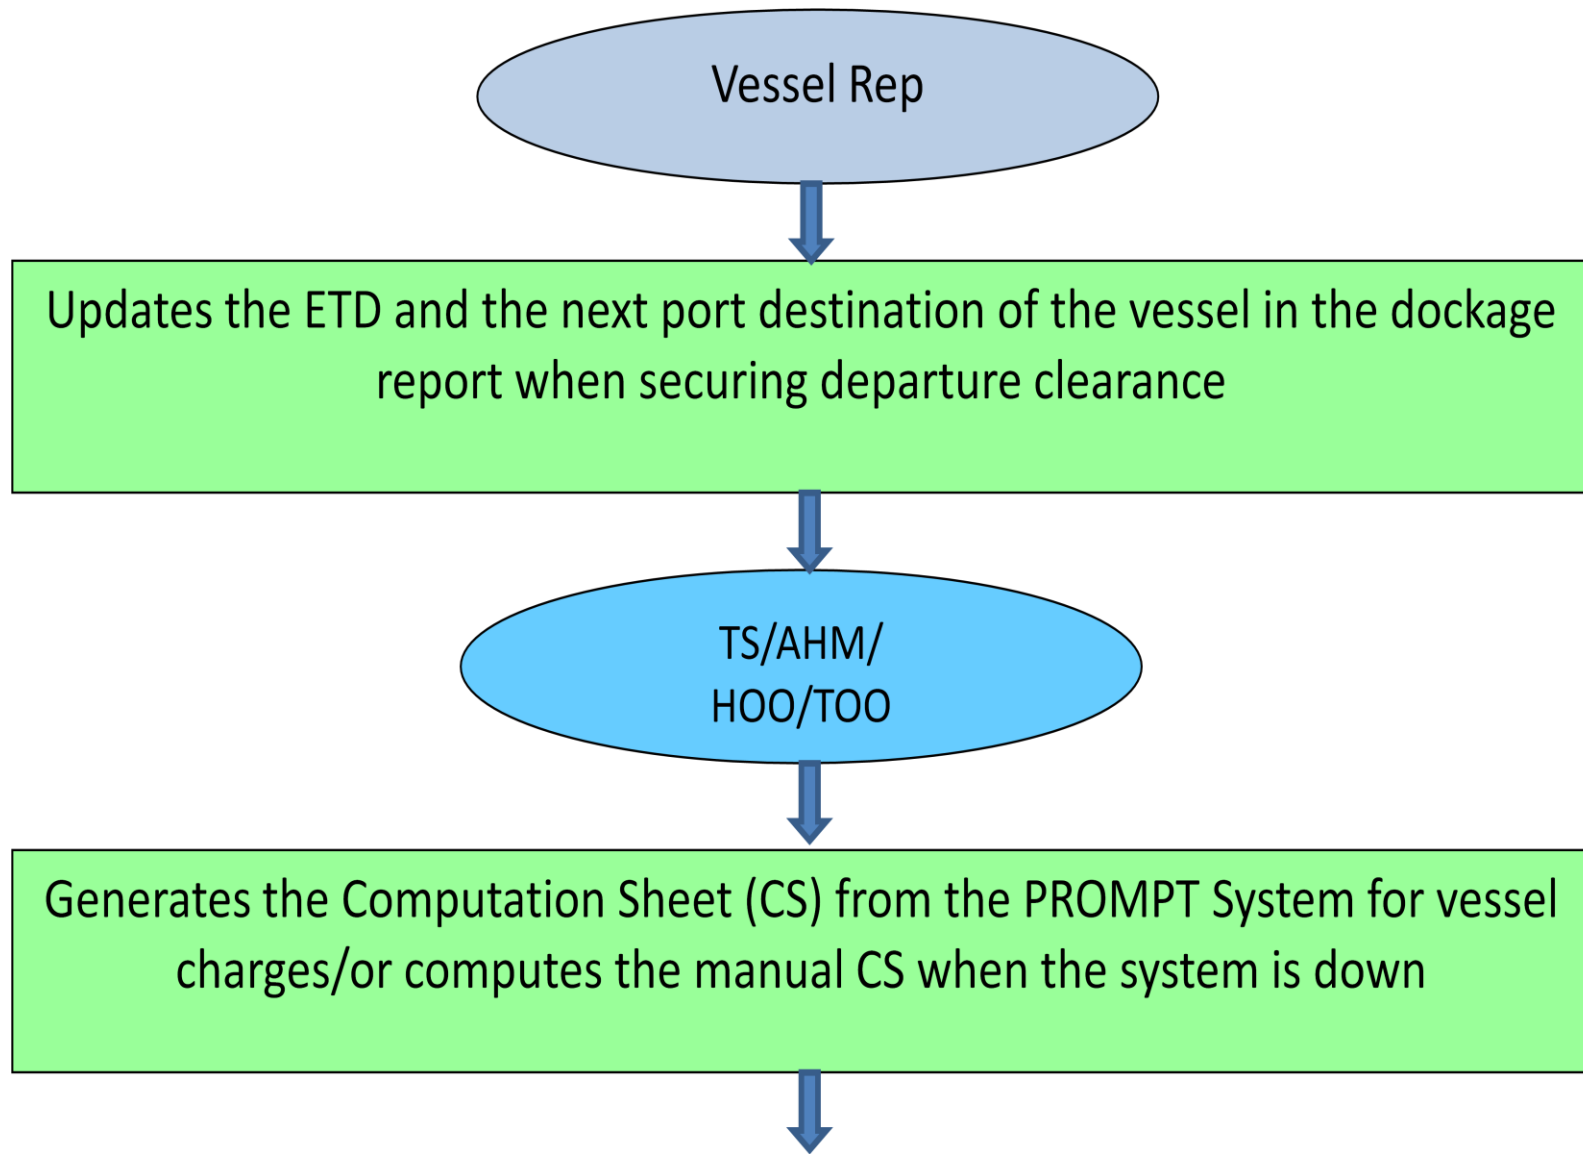 Vessel Rep
Updates the ETD and the next port destination of the vessel in the dockage
report when securing departure clearance
TS/AHM/
HOO/TOO
Generates the Computation Sheet (CS) from the PROMPT System for vessel
charges/or computes the manual CS when the system is down